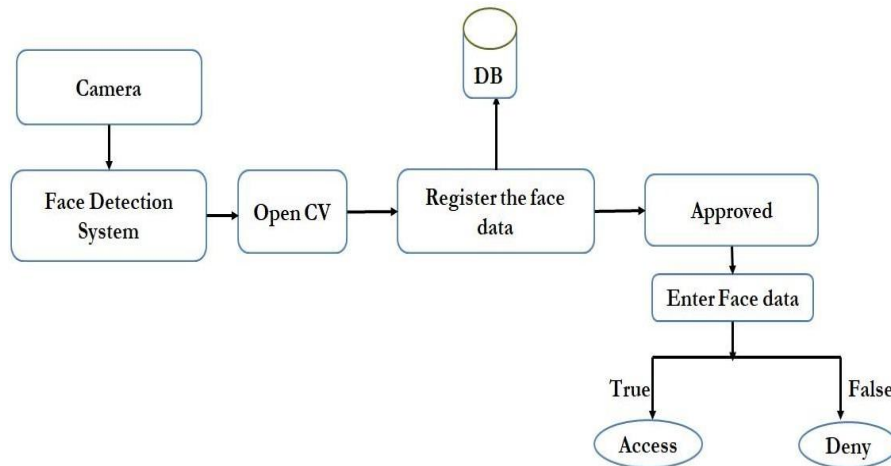 Camera
DB
Face Detection
System
Open CV
Register the face
data
Approved
Enter Face data
True
False
Access
Deny